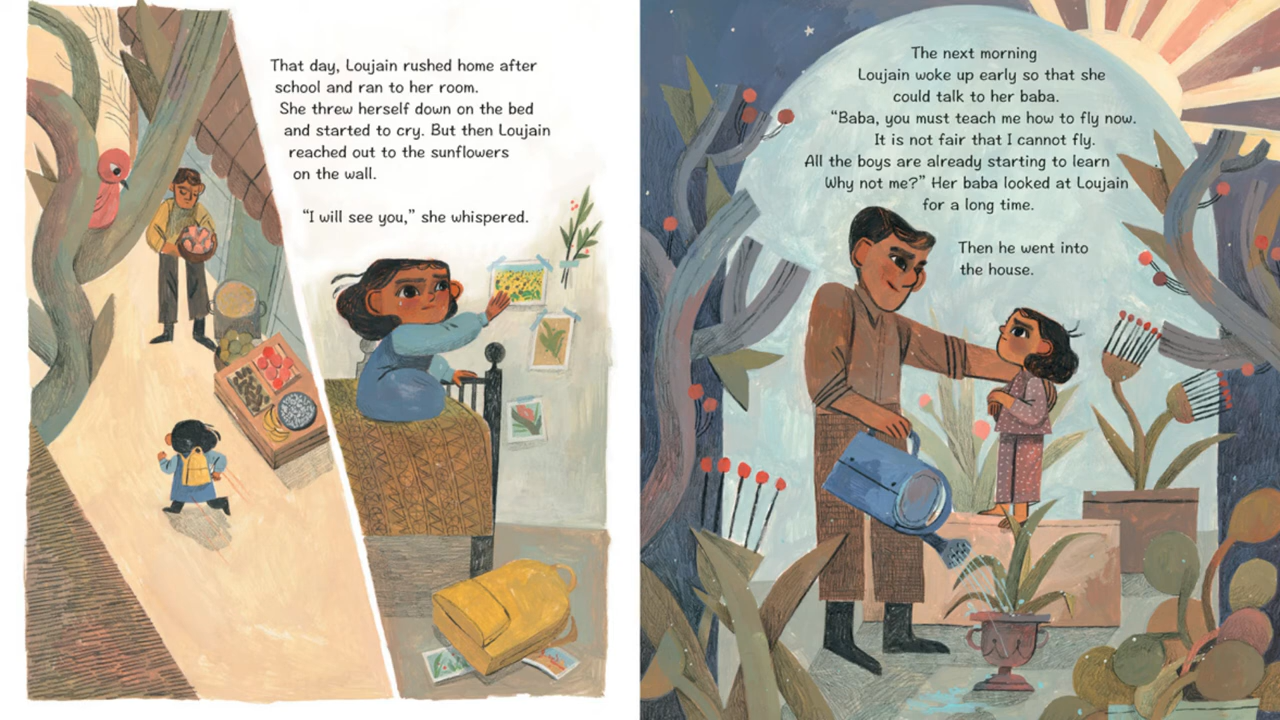 That day, Loujain rushed home after
school and ran to her room.
She threw herself down on the bed
and started to cry. But then Loujain
reached out to the sunflowers
on the wall.
“I will see you,” she whispered.
The next morning
Loujain woke up early so that she
could talk to her baba.
“Baba, you must teach me how to fly now.
It is not fair that I cannot fly.
All the boys are already starting to learn
Why not me?” Her baba looked at Loujain
for a long time.
Then he went into
the house.